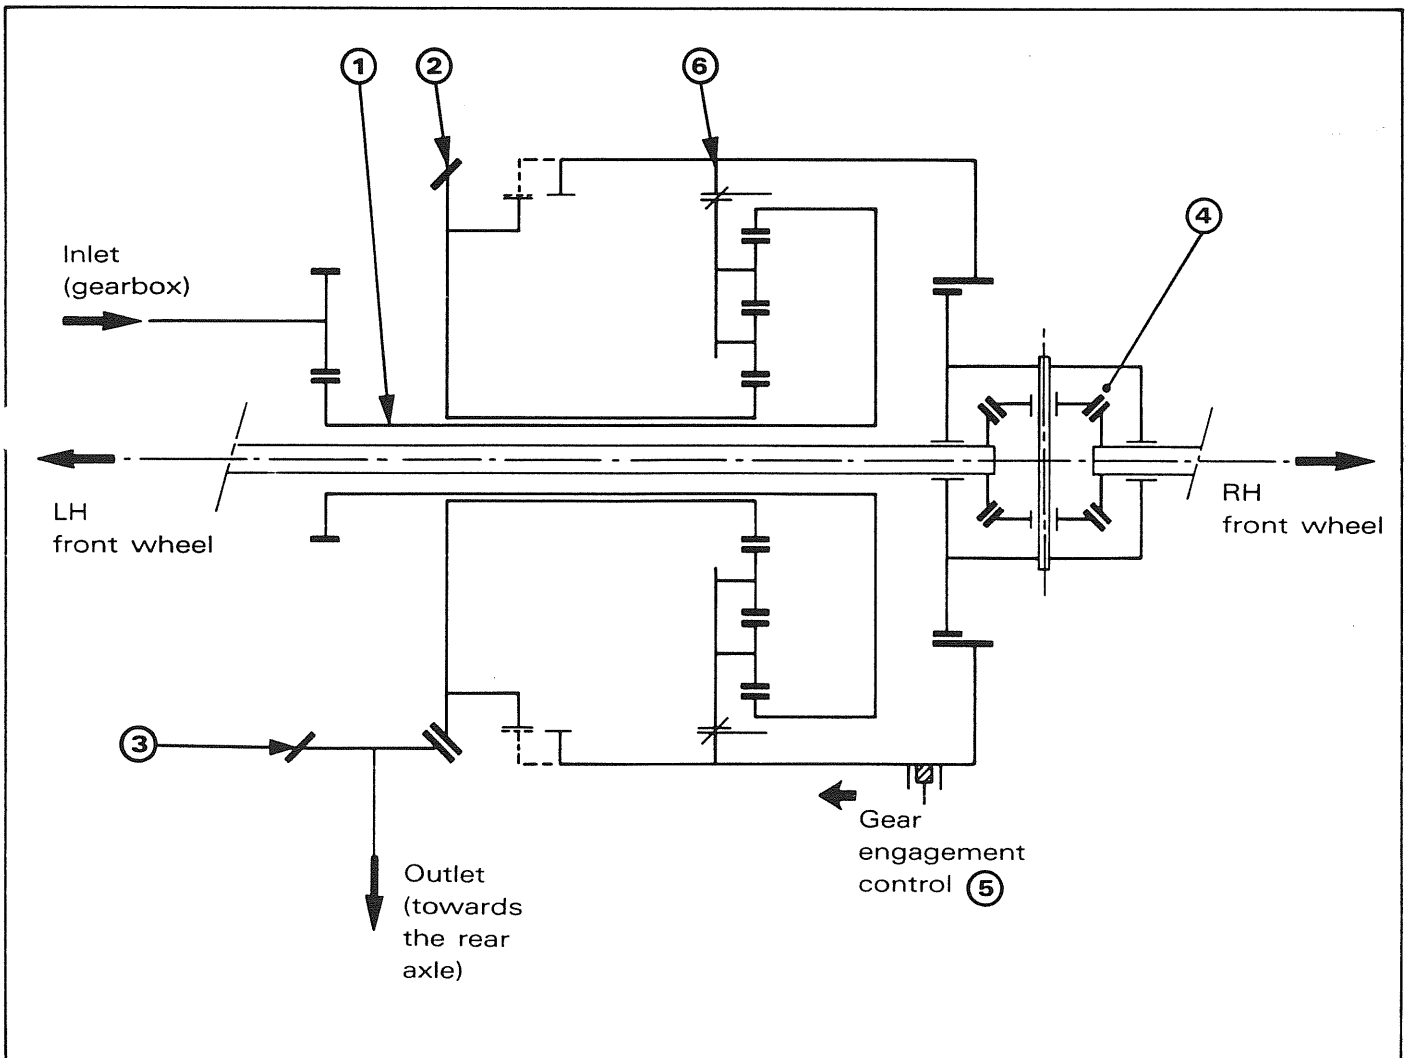 1
2
6
4
Inlet
(gearbox)
LH
front wheel
RH
front wheel
3
Gear
engagement
control 5
Outlet
(towards
the rear
axle)